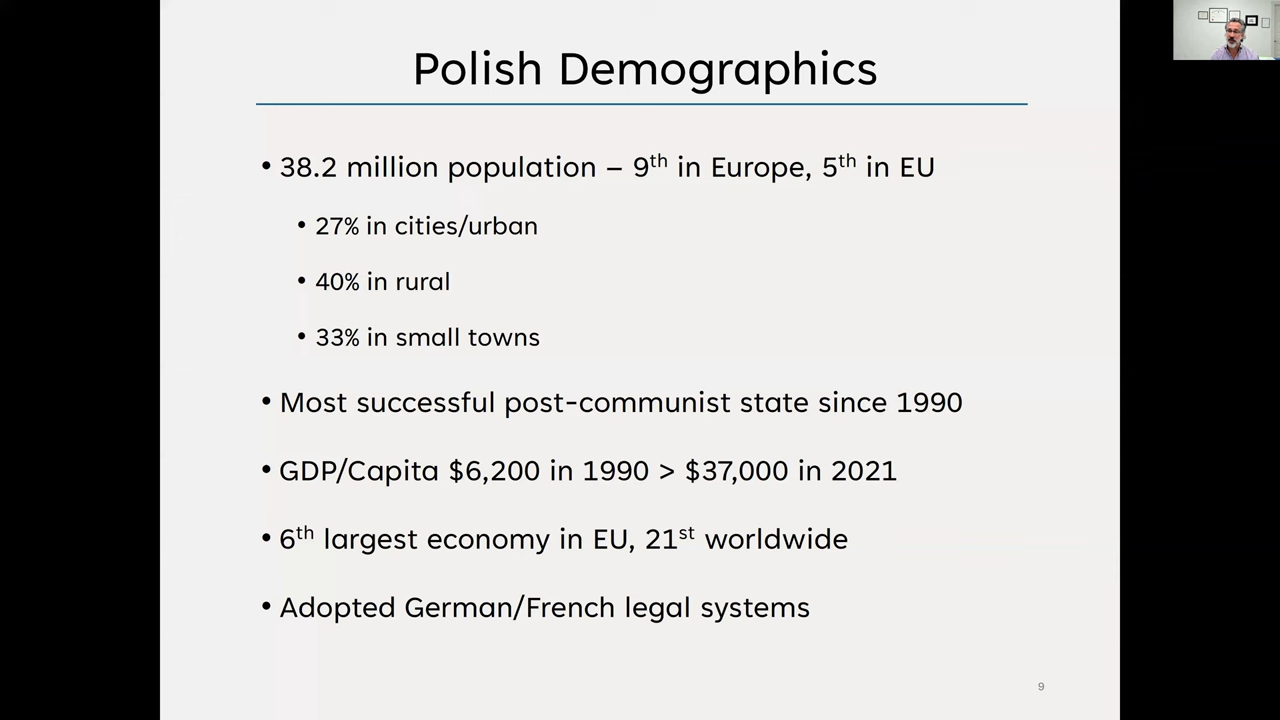 Polish Demographics
• 38.2 million population – 9th in Europe, 5th in EU
• 27% in cities/urban
• 40% in rural
• 33% in small towns
• Most successful post-communist state since 1990
• GDP/Capita $6,200 in 1990 > $37,000 in 2021
• 6th largest economy in EU, 21st worldwide
• Adopted German/French legal systems
9